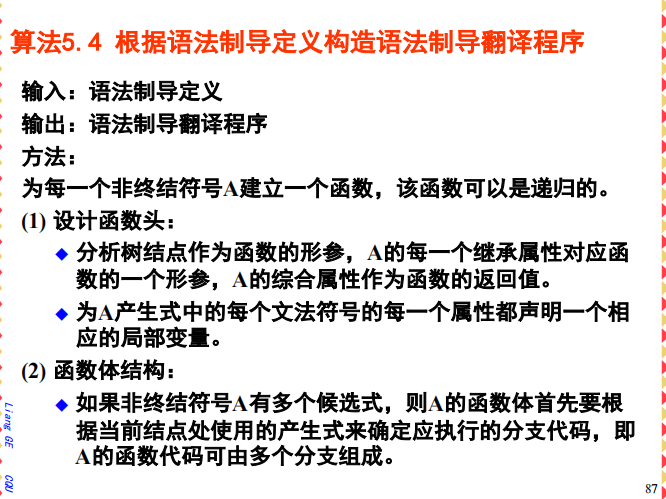 算法5.4 根据语法制导定义构造语法制导翻译程序
输入：语法制导定义
输出：语法制导翻译程序
方法：
为每一个非终结符号A建立一个函数，该函数可以是递归的。
(1) 设计函数头：
◆ 分析树结点作为函数的形参，A的每一个继承属性对应函
数的一个形参，A的综合属性作为函数的返回值。
◆ 为A产生式中的每个文法符号的每一个属性都声明一个相
应的局部变量。
(2) 函数体结构：
◆ 如果非终结符号A有多个候选式，则A的函数体首先要根
据当前结点处使用的产生式来确定应执行的分支代码，即
A的函数代码可由多个分支组成。
Liang GE CQU
87